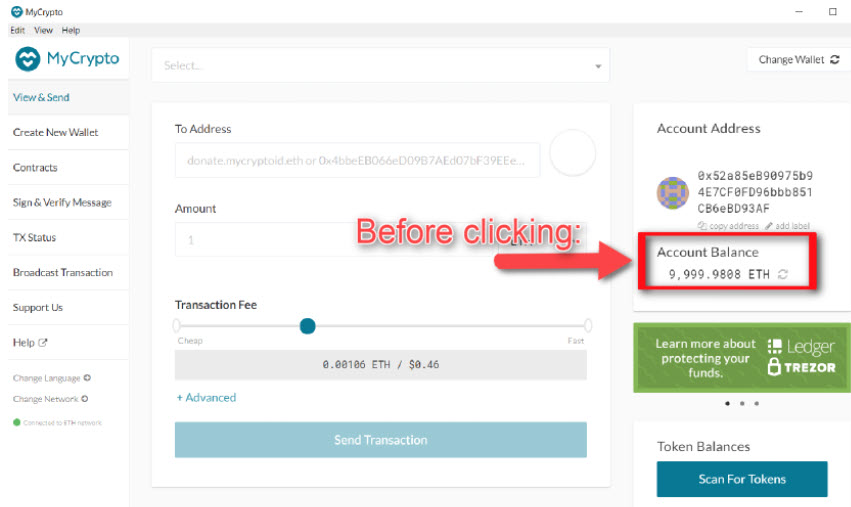 MyCrypto
Edit View Help
MyCrypto
Select...
Change Wallet
View & Send
Create New Wallet
Contracts
Sign & Verify Message
TX Status
Broadcast Transaction
Support Us
Help
Change Language
Change Network
Connected to ETH network
To Address
donate.mycryptoid.eth or 0x4bbeEB066eD09B7AEd07bF39EEe...
Amount
1
Before clicking:
Transaction Fee
Cheap
Fast
0.00106 ETH / $0.46
+ Advanced
Send Transaction
Account Address
0x52a85eB90975b9
4E7CF0FD96bbb851
CB6eBD93AF
copy address add label
Account Balance
9,999.9808 ETH
Learn more about
protecting your
funds.
Ledger
TREZOR
Token Balances
Scan For Tokens